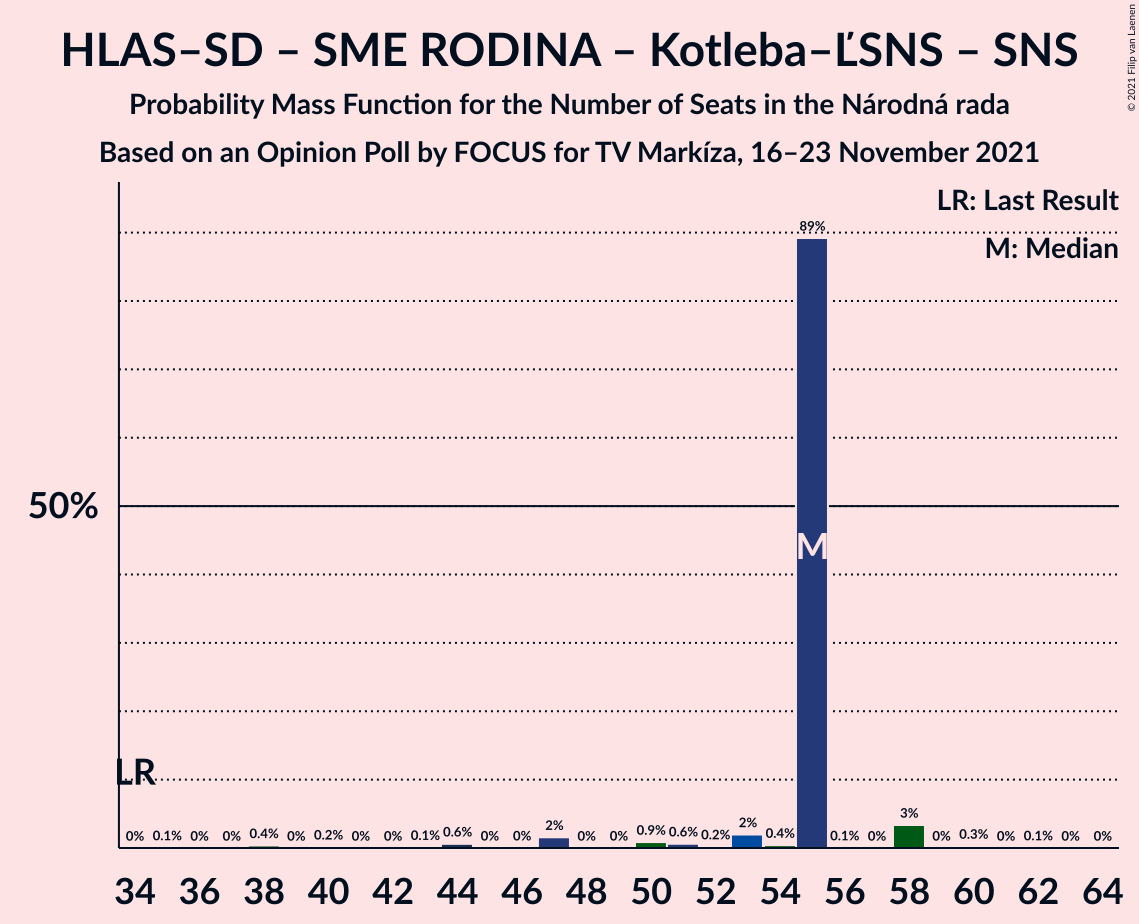 HLAS–SD – SME RODINA – Kotleba–ĽSNS – SNS
Probability Mass Function for the Number of Seats in the Národná rada
Based on an Opinion Poll by FOCUS for TV Markíza, 16–23 November 2021
© 2021 Filip van Laenen
LR: Last Result
M: Median
89%
50%
M
LR
0% 0.1% 0% 0% 0.4% 0% 0.2% 0% 0% 0.1% 0.6% 0% 0% 2% 0% 0% 0.9% 0.6% 0.2% 2% 0.4% 0.1% 0% 3% 0% 0.3% 0% 0.1% 0% 0%
34 36 38 40 42 44 46 48 50 52 54 56 58 60 62 64